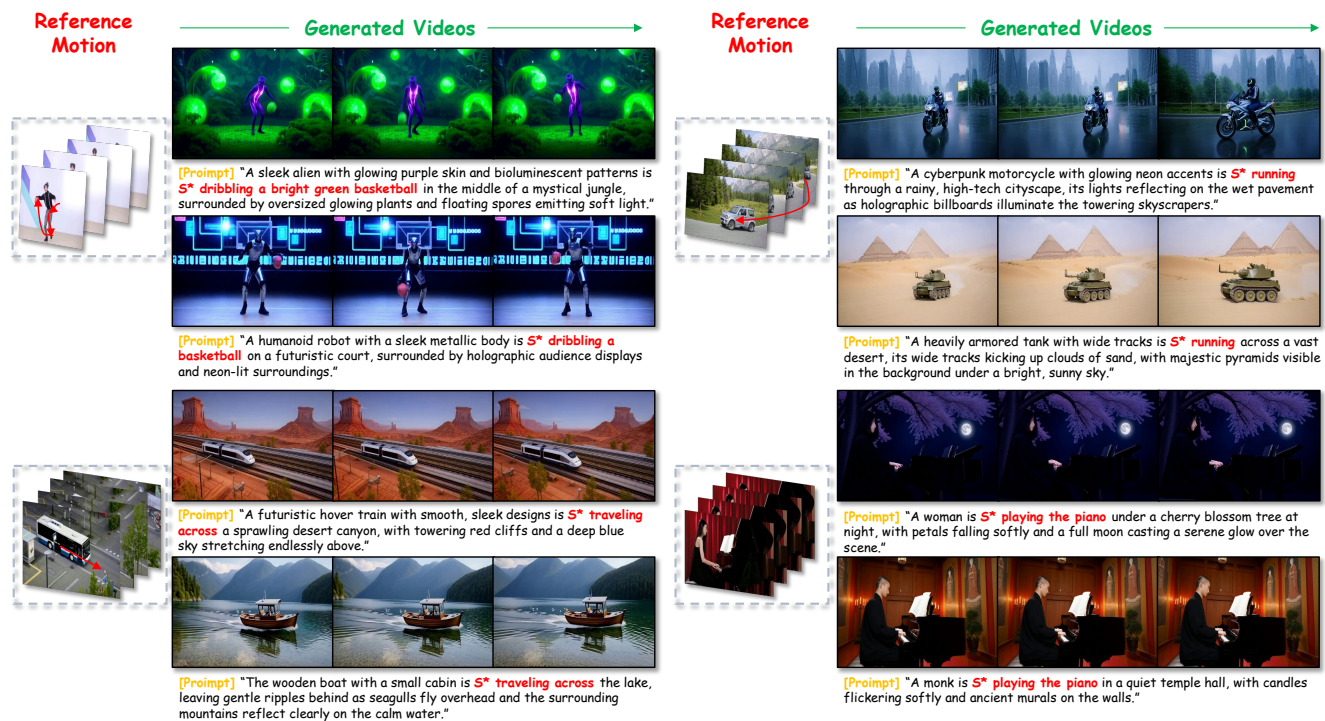 Reference
Motion
Generated Videos
[Proimpt] “A sleek alien with glowing purple skin and bioluminescent patterns is
S* dribbling a bright green basketball in the middle of a mystical jungle,
surrounded by oversized glowing plants and floating spores emitting soft light.”
[Proimpt] “A humanoid robot with a sleek metallic body is S* dribbling a
basketball on a futuristic court, surrounded by holographic audience displays
and neon-lit surroundings.”
[Proimpt] “A futuristic hover train with smooth, sleek designs is S* traveling
across a sprawling desert canyon, with towering red cliffs and a deep blue
sky stretching endlessly above.”
[Proimpt] “The wooden boat with a small cabin is S* traveling across the lake,
leaving gentle ripples behind as seagulls fly overhead and the surrounding
mountains reflect clearly on the calm water.”
Reference
Motion
Generated Videos
[Proimpt] “A cyberpunk motorcycle with glowing neon accents is S* running
through a rainy, high-tech cityscape, its lights reflecting on the wet pavement
as holographic billboards illuminate the towering skyscrapers.”
[Proimpt] “A heavily armored tank with wide tracks is S* running across a vast
desert, its wide tracks kicking up clouds of sand, with majestic pyramids visible
in the background under a bright, sunny sky.”
[Proimpt] “A woman is S* playing the piano under a cherry blossom tree at
night, with petals falling softly and a full moon casting a serene glow over the
scene.”
[Proimpt] “A monk is S* playing the piano in a quiet temple hall, with candles
flickering softly and ancient murals on the walls.”